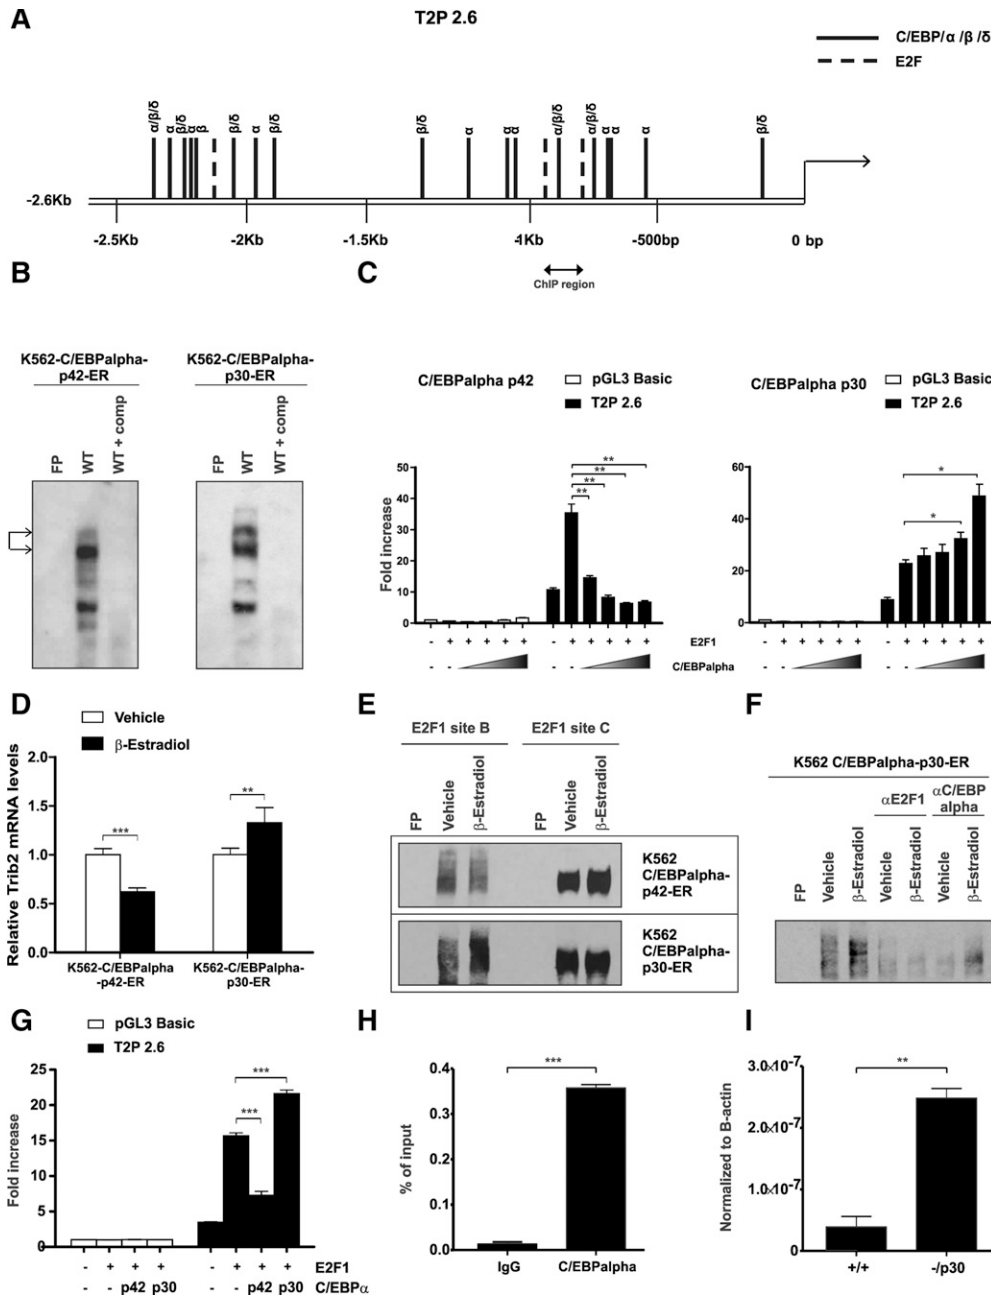 A
T2P 2.6
C/EBP/α /β /δ
E2F
α/β/δ
α
β/δ
α
β
β/δ
α
β/δ
β/δ
α
α
α
α/β/δ
α/β/δ
α
α
α
β/δ
-2.6Kb
-2.5Kb
-2Kb
-1.5Kb
-1Kb
-500bp
0 bp
ChIP region
B
K562-C/EBPalpha-
p42-ER
K562-C/EBPalpha-
p30-ER
FP
WT
WT + comp
FP
WT
WT + comp
C
C/EBPalpha p42
pGL3 Basic
T2P 2.6
Fold increase
50
40
30
20
10
0
**
**
**
**
- + + + + + - + + + + +
- - - -
E2F1
C/EBPalpha
C/EBPalpha p30
pGL3 Basic
T2P 2.6
60
40
20
0
*
*
- + + + + + - + + + + +
- - - -
D
Vehicle
β-Estradiol
Relative Trib2 mRNA levels
2.0
1.5
1.0
0.5
0.0
***
**
K562-C/EBPalpha
-p42-ER
K562-C/EBPalpha-
p30-ER
E
E2F1 site B
E2F1 site C
FP
Vehicle
β-Estradiol
FP
Vehicle
β-Estradiol
K562
C/EBPalpha-
p42-ER
K562
C/EBPalpha-
p30-ER
F
K562 C/EBPalpha-p30-ER
αE2F1
αC/EBP
alpha
FP
Vehicle
β-Estradiol
Vehicle
β-Estradiol
Vehicle
β-Estradiol
G
pGL3 Basic
T2P 2.6
Fold increase
25
20
15
10
5
0
***
***
- + + + - + + + E2F1
- - p42 p30 - - p42 p30 C/EBPα
H
% of input
0.4
0.3
0.2
0.1
0.0
***
IgG
C/EBPalpha
I
Normalized to B-actin
3.0×10-7
2.0×10-7
1.0×10-7
0
**
+/+
-/p30